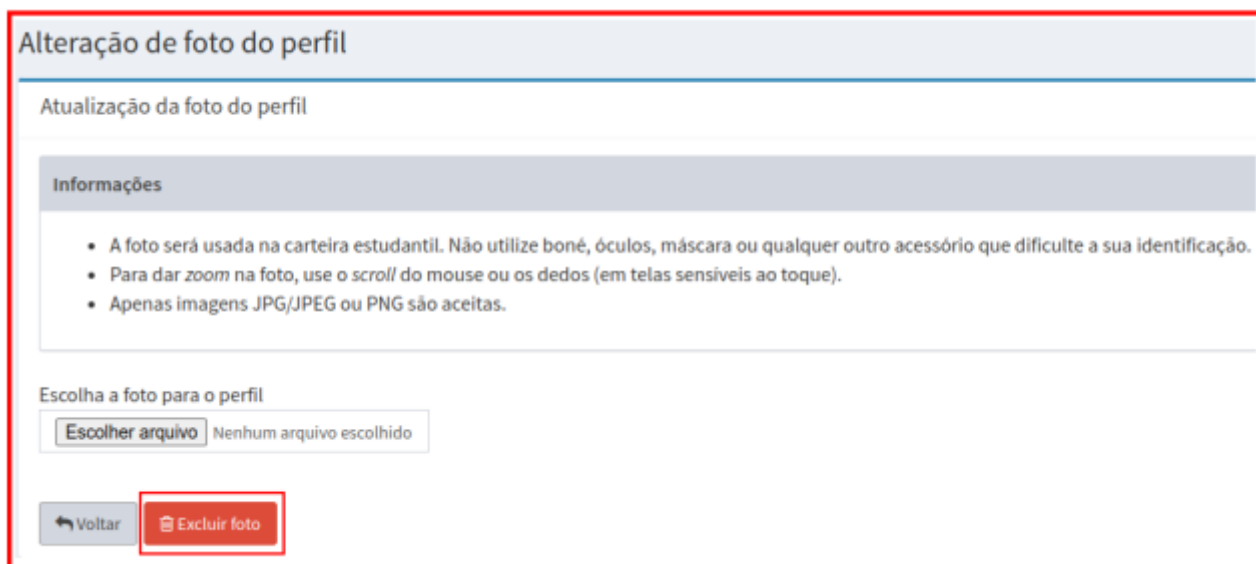 Alteração de foto do perfil
Atualização da foto do perfil
Informações
• A foto será usada na carteira estudantil. Não utilize boné, óculos, máscara ou qualquer outro acessório que dificulte a sua identificação.
• Para dar zoom na foto, use o scroll do mouse ou os dedos (em telas sensíveis ao toque).
• Apenas imagens JPG/JPEG ou PNG são aceitas.
Escolha a foto para o perfil
Escolher arquivo Nenhum arquivo escolhido
Voltar Excluir foto